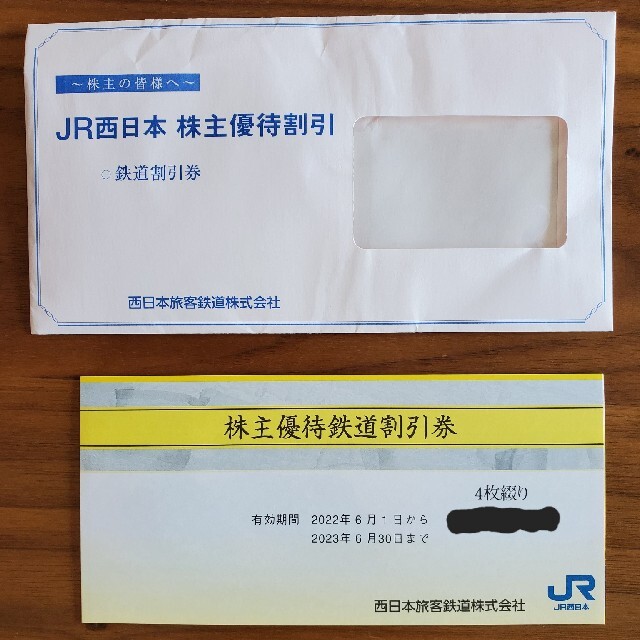 ～株主の皆様へ～
JR西日本 株主優待割引
○鉄道割引券
西日本旅客鉄道株式会社
株主優待鉄道割引券
4枚綴り
有効期間 2022年6月1日から
2023年6月30日まで
西日本旅客鉄道株式会社
JR
JR西日本